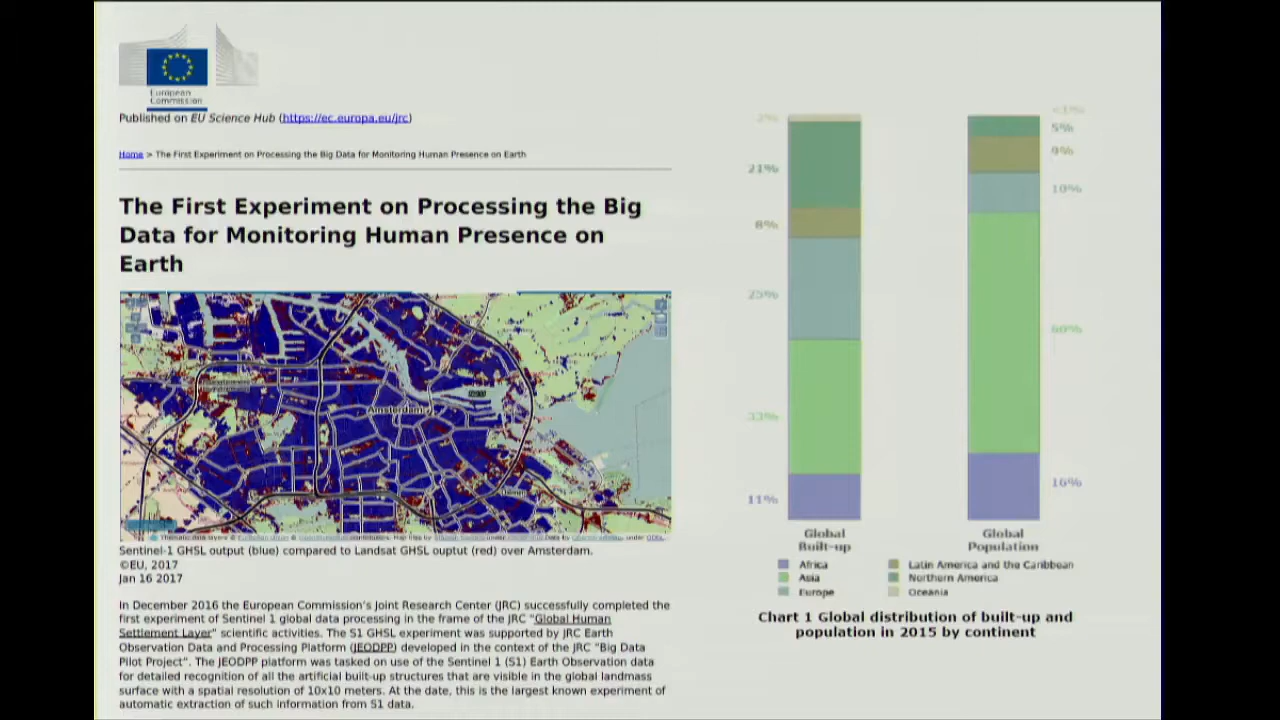 European
Commission
Published on EU Science Hub (https://ec.europa.eu/jrc)
Home > The First Experiment on Processing the Big Data for Monitoring Human Presence on Earth
The First Experiment on Processing the Big
Data for Monitoring Human Presence on
Earth
Amsterdam
Sentinel-1 GHSL output (blue) compared to Landsat GHSL ouptut (red) over Amsterdam.
©EU, 2017
Jan 16 2017
In December 2016 the European Commission's Joint Research Center (JRC) successfully completed the
first experiment of Sentinel 1 global data processing in the frame of the JRC "Global Human
Settlement Layer" scientific activities. The S1 GHSL experiment was supported by JRC Earth
Observation Data and Processing Platform (JEODPP) developed in the context of the JRC "Big Data
Pilot Project". The JEODPP platform was tasked on use of the Sentinel 1 (S1) Earth Observation data
for detailed recognition of all the artificial built-up structures that are visible in the global landmass
surface with a spatial resolution of 10x10 meters. At the date, this is the largest known experiment of
automatic extraction of such information from S1 data.
2%
21%
8%
25%
33%
11%
<1%
5%
9%
10%
60%
16%
Global
Built-up
Global
Population
Africa
Asia
Europe
Latin America and the Caribbean
Northern America
Oceania
Chart 1 Global distribution of built-up and
population in 2015 by continent